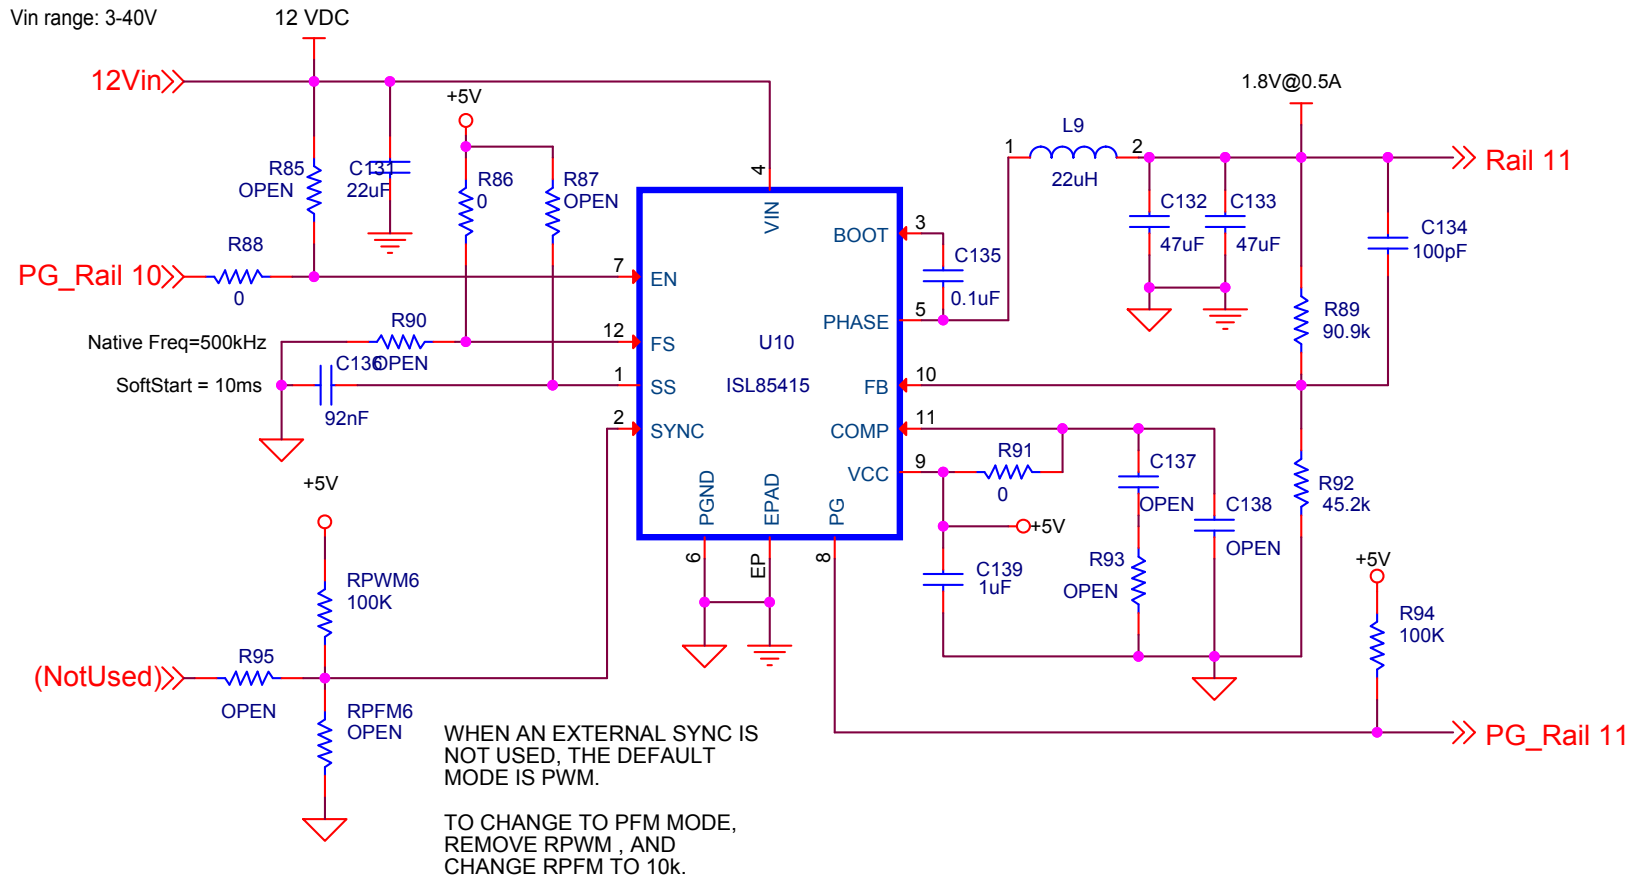 Vin range: 3-40V
12 VDC
12Vin
+5V
1.8V@0.5A
L9
1
2
22uH
Rail 11
R85
OPEN
C131
22uF
R86
0
R87
OPEN
4
VIN
3
BOOT
C132
47uF
C133
47uF
C134
100pF
C135
0.1uF
R88
0
PG_Rail 10
7
EN
5
PHASE
R89
90.9k
Native Freq=500kHz
R90
OPEN
12
FS
U10
ISL85415
SoftStart = 10ms
C136
92nF
1
SS
10
FB
2
SYNC
11
COMP
9
VCC
R91
0
C137
OPEN
C138
OPEN
R92
45.2k
+5V
PGND
EPAD
PG
6
EP
8
+5V
C139
1uF
R93
OPEN
+5V
R94
100K
RPWM6
100K
(NotUsed)
R95
OPEN
RPFM6
OPEN
PG_Rail 11
WHEN AN EXTERNAL SYNC IS
NOT USED, THE DEFAULT
MODE IS PWM.
TO CHANGE TO PFM MODE,
REMOVE RPWM , AND
CHANGE RPFM TO 10k.